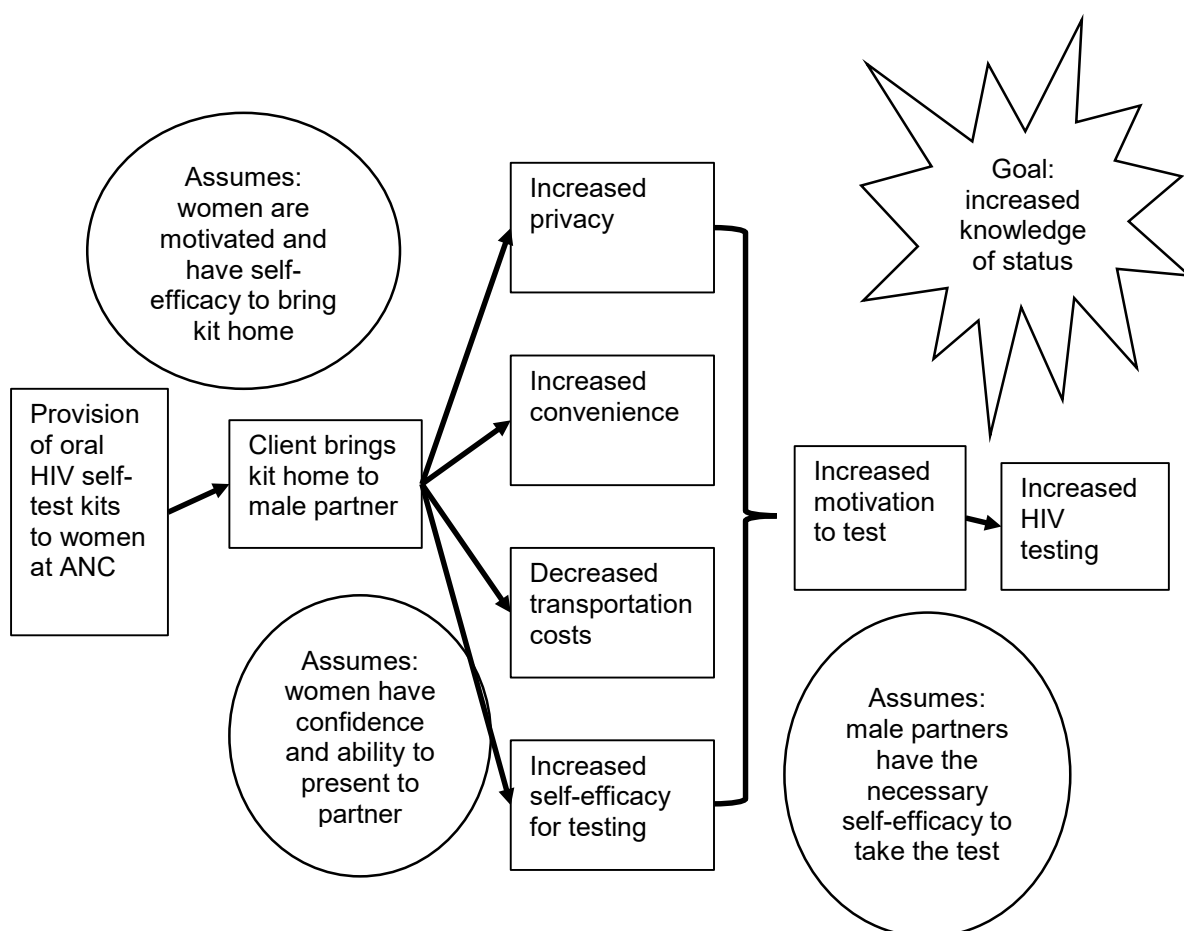 Assumes:
women are
motivated and
have self-
efficacy to bring
kit home
Provision
of oral
HIV self-
test kits
to women
at ANC
Client brings
kit home to
male partner
Assumes:
women have
confidence
and ability to
present to
partner
Increased
privacy
Increased
convenience
Decreased
transportation
costs
Increased
self-efficacy
for testing
Goal:
increased
knowledge
of status
Increased
motivation
to test
Increased
HIV
testing
Assumes:
male partners
have the
necessary
self-efficacy to
take the test